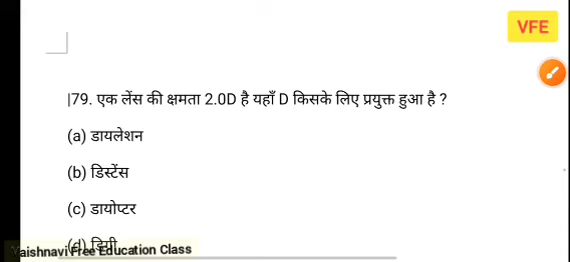 VFE
|79. एक लेंस की क्षमता 2.0D है यहाँ D किसके लिए प्रयुक्त हुआ है ?
(a) डायलेशन
(b) डिस्टेंस
(c) डायोप्टर
(d) डिग्री
Vaishnavi Free Education Class